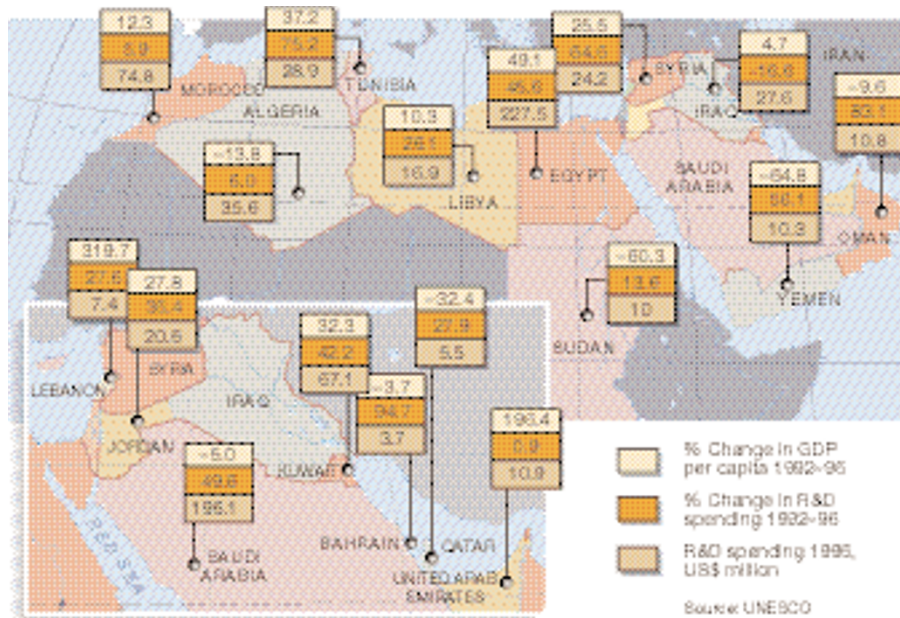 12.3
74.8
MOROCCO
37.2
75.2
28.9
TUNISIA
ALGERIA
−13.8
35.6
10.3
16.9
LIBYA
49.1
45.6
227.5
EGYPT
25.5
24.2
SYRIA
4.7
27.6
IRAQ
IRAN
−9.6
10.8
OMAN
SAUDI
ARABIA
−64.8
10.3
YEMEN
−60.3
13.6
10
SUDAN
319.7
27.6
7.4
LEBANON
27.8
20.5
JORDAN
SYRIA
IRAQ
32.3
42.2
67.1
KUWAIT
−3.7
94.7
3.7
BAHRAIN
−32.4
27.9
5.5
QATAR
196.4
0.9
10.9
UNITED ARAB
EMIRATES
−5.0
49.6
196.1
SAUDI
ARABIA
RED SEA
% Change in GDP
per capita 1992–96
% Change in R&D
spending 1992–96
R&D spending 1996,
US$ million
Source: UNESCO